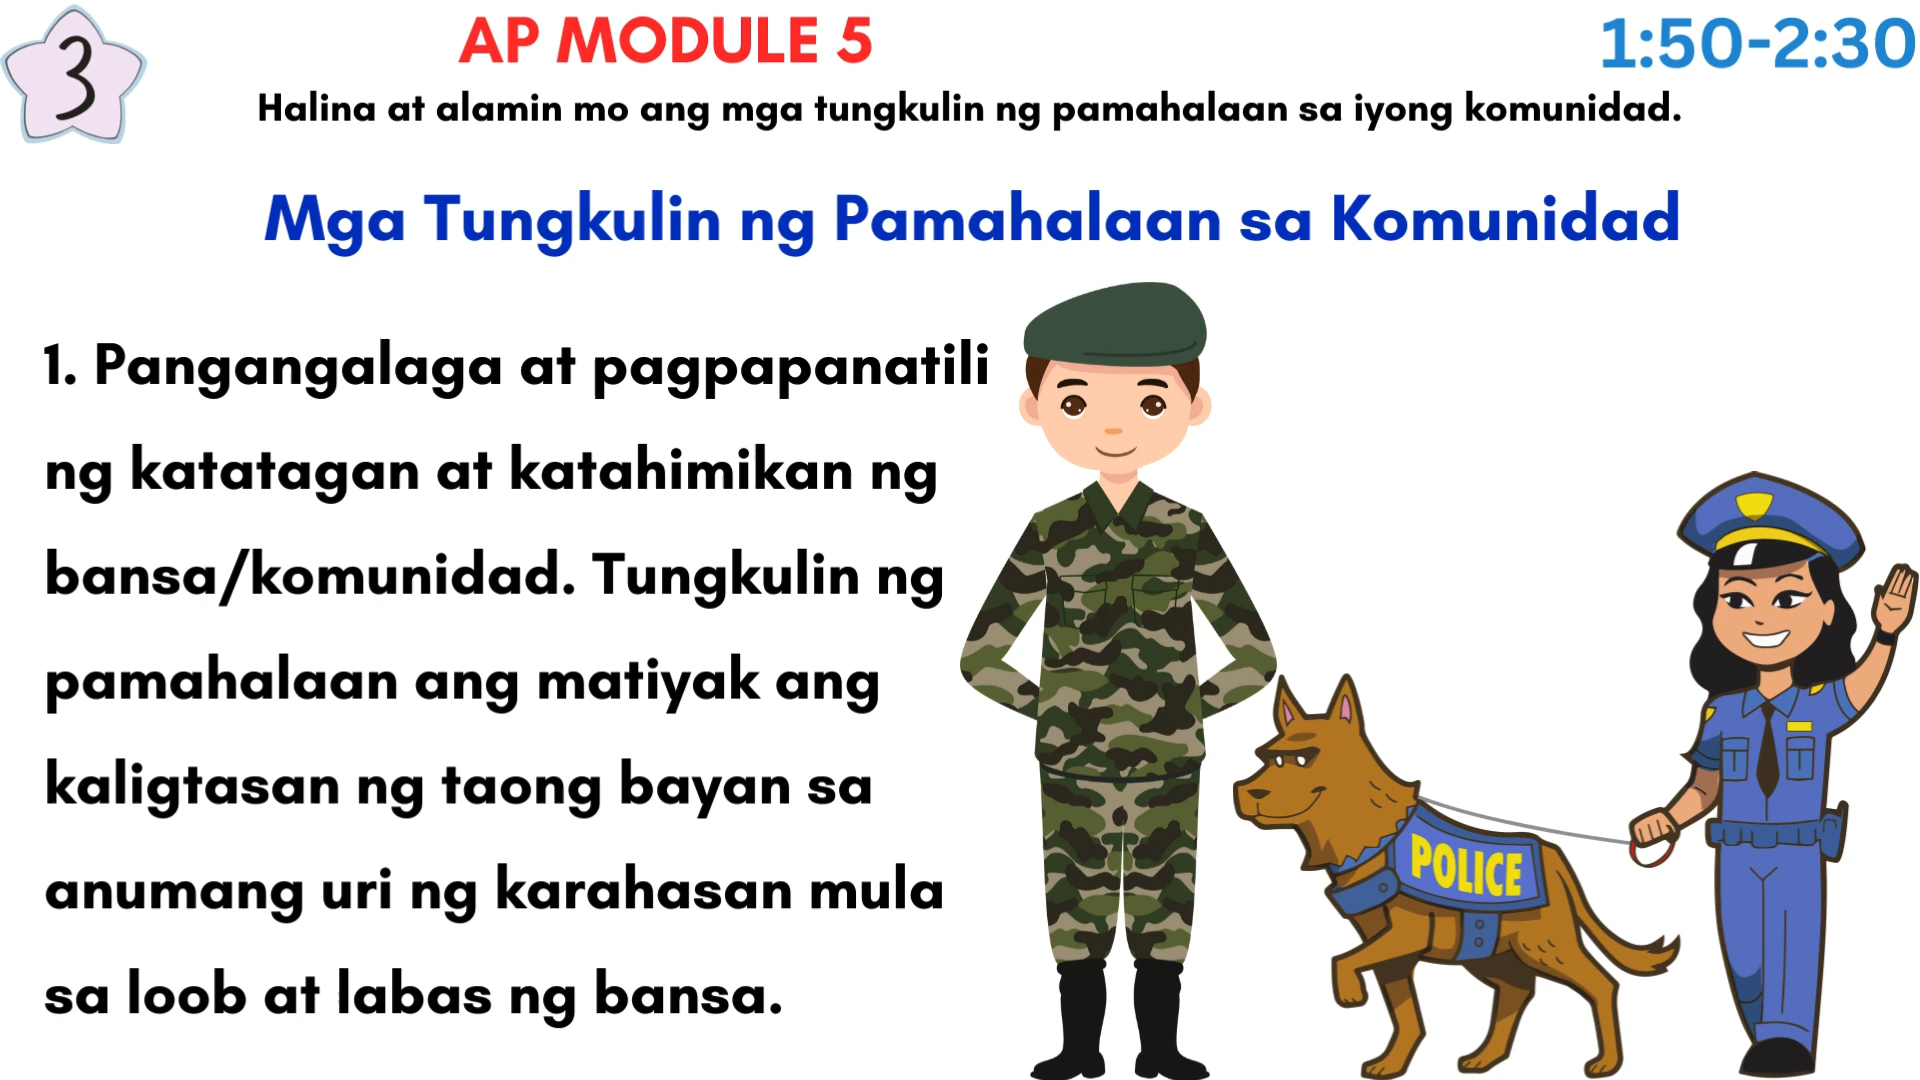 3
AP MODULE 5
1:50-2:30
Halina at alamin mo ang mga tungkulin ng pamahalaan sa iyong komunidad.
Mga Tungkulin ng Pamahalaan sa Komunidad
1. Pangangalaga at pagpapanatili
ng katatagan at katahimikan ng
bansa/komunidad. Tungkulin ng
pamahalaan ang matiyak ang
kaligtasan ng taong bayan sa
anumang uri ng karahasan mula
sa loob at labas ng bansa.
POLICE